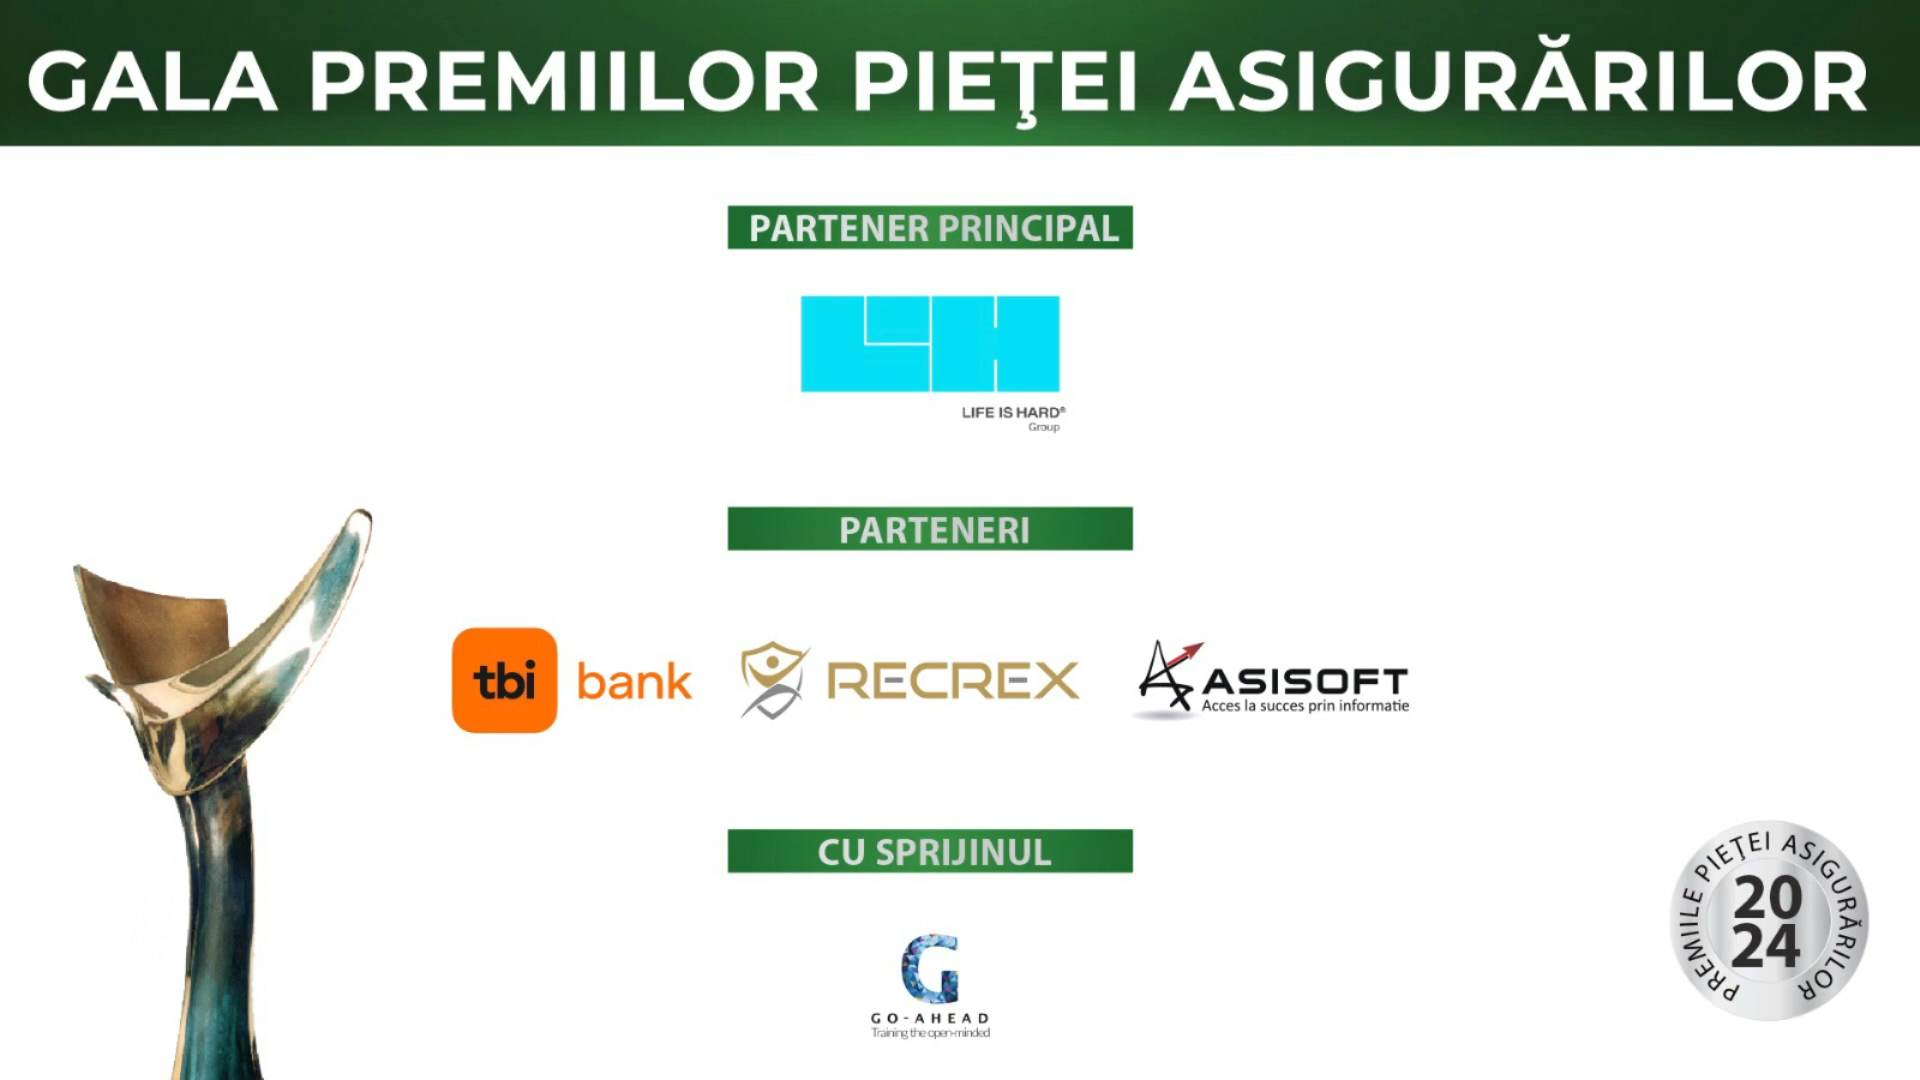 GALA PREMIILOR PIEŢEI ASIGURĂRILOR
PARTENER PRINCIPAL
LIH
LIFE IS HARD®
Group
PARTENERI
tbi bank
RECREX
ASISOFT
Acces la succes prin informatie
CU SPRIJINUL
G
GO-AHEAD
Training the open-minded
PREMIILE PIEŢEI ASIGURĂRILOR
20
24